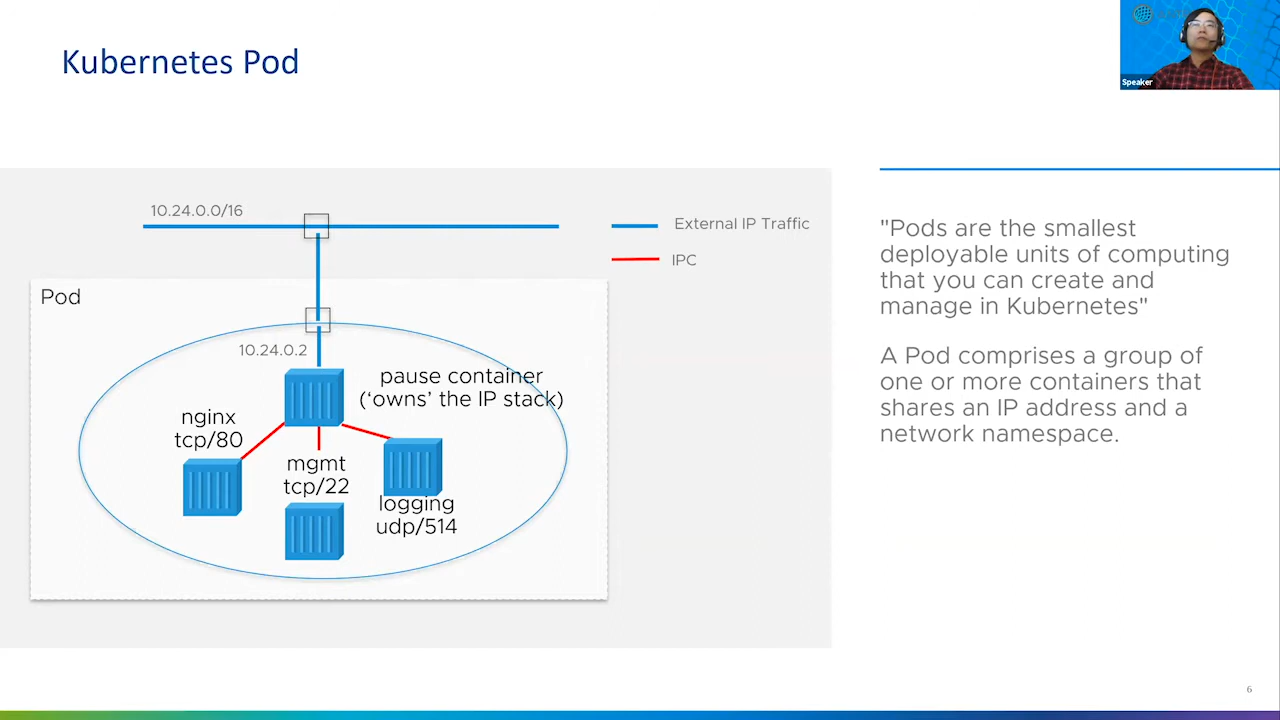 Kubernetes Pod
Speaker
10.24.0.0/16
External IP Traffic
IPC
Pod
10.24.0.2
pause container
(‘owns’ the IP stack)
nginx
tcp/80
mgmt
tcp/22
logging
udp/514
"Pods are the smallest
deployable units of computing
that you can create and
manage in Kubernetes"
A Pod comprises a group of
one or more containers that
shares an IP address and a
network namespace.
6